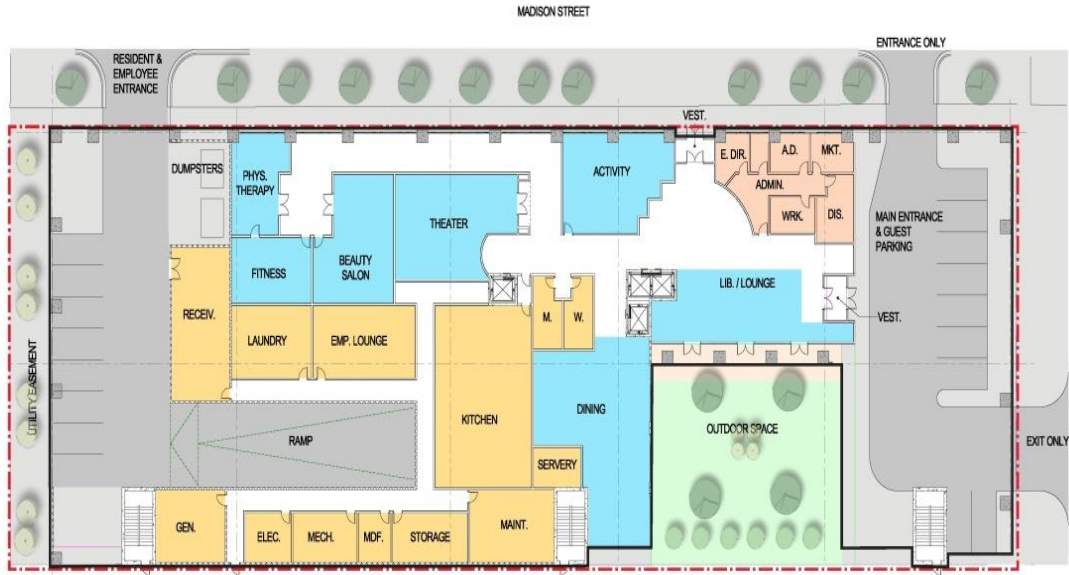 MADISON STREET
RESIDENT &
EMPLOYEE
ENTRANCE
ENTRANCE ONLY
VEST.
DUMPSTERS
PHYS.
THERAPY
ACTIVITY
E. DIR.
A.D.
MKT.
ADMIN.
WRK.
DIS.
THEATER
MAIN ENTRANCE
& GUEST
PARKING
FITNESS
BEAUTY
SALON
LIB. / LOUNGE
RECEIV.
M.
W.
VEST.
LAUNDRY
EMP. LOUNGE
UTILITY EASEMENT
KITCHEN
DINING
OUTDOOR SPACE
RAMP
EXIT ONLY
SERVERY
GEN.
ELEC.
MECH.
MDF.
STORAGE
MAINT.